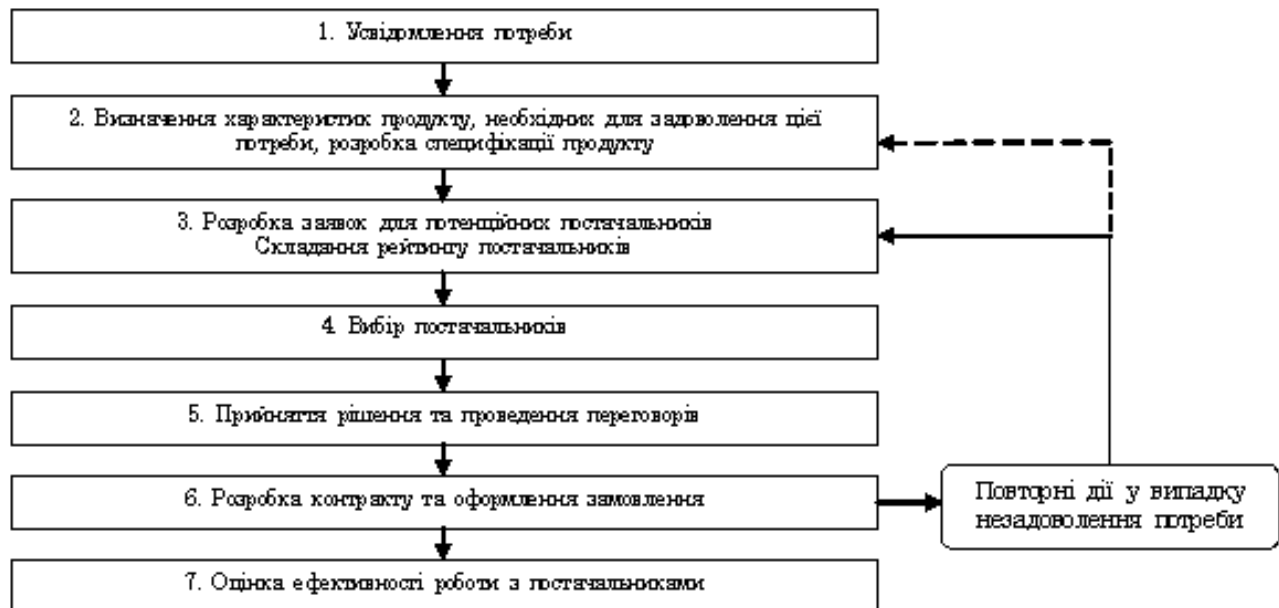 1. Усвідомлення потреби
2. Визначення характеристик продукту, необхідних для задоволення цієї
потреби, розробка специфікації продукту
3. Розробка заявок для потенційних постачальників
Складання рейтингу постачальників
4. Вибір постачальників
5. Прийняття рішення та проведення переговорів
6. Розробка контракту та оформлення замовлення
Повторні дії у випадку
незадоволення потреби
7. Оцінка ефективності роботи з постачальниками